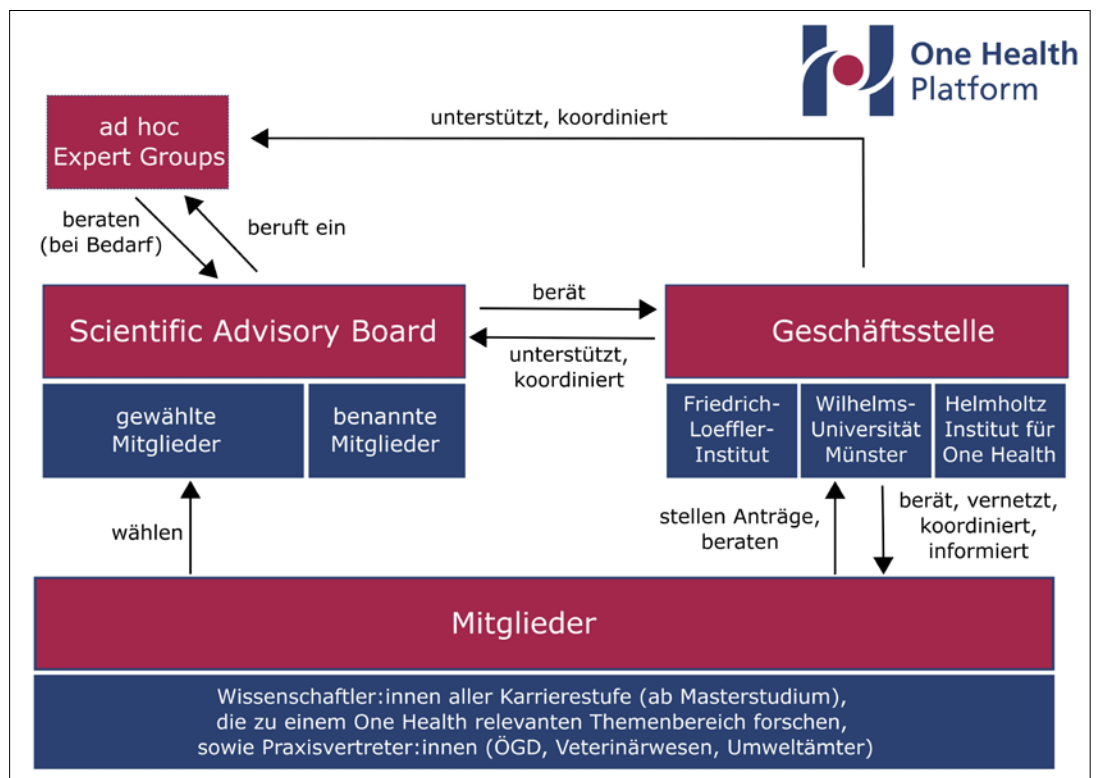 One Health
Platform
unterstützt, koordiniert
ad hoc
Expert Groups
beraten
(bei Bedarf)
beruft ein
berät
Scientific Advisory Board
Geschäftsstelle
unterstützt,
koordiniert
gewählte
Mitglieder
benannte
Mitglieder
Friedrich-
Loeffler-
Institut
Wilhelms-
Universität
Münster
Helmholtz
Institut für
One Health
wählen
stellen Anträge,
beraten
berät, vernetzt,
koordiniert,
informiert
Mitglieder
Wissenschaftler:innen aller Karrierestufe (ab Masterstudium),
die zu einem One Health relevanten Themenbereich forschen,
sowie Praxisvertreter:innen (ÖGD, Veterinärwesen, Umweltämter)